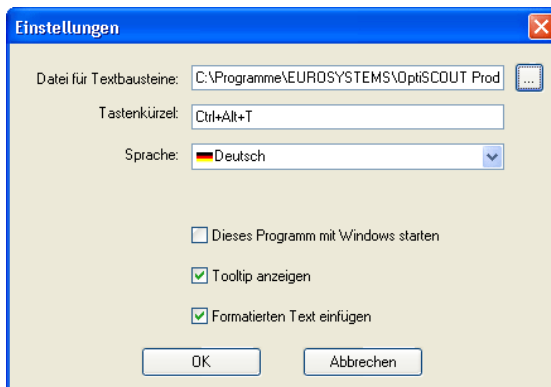 Einstellungen
Datei für Textbausteine: C:\Programme\EUROSYSTEMS\OptiSCOUT Prod ...
Tastenkürzel: Ctrl+Alt+T
Sprache: Deutsch
Dieses Programm mit Windows starten
Tooltip anzeigen
Formatierten Text einfügen
OK Abbrechen